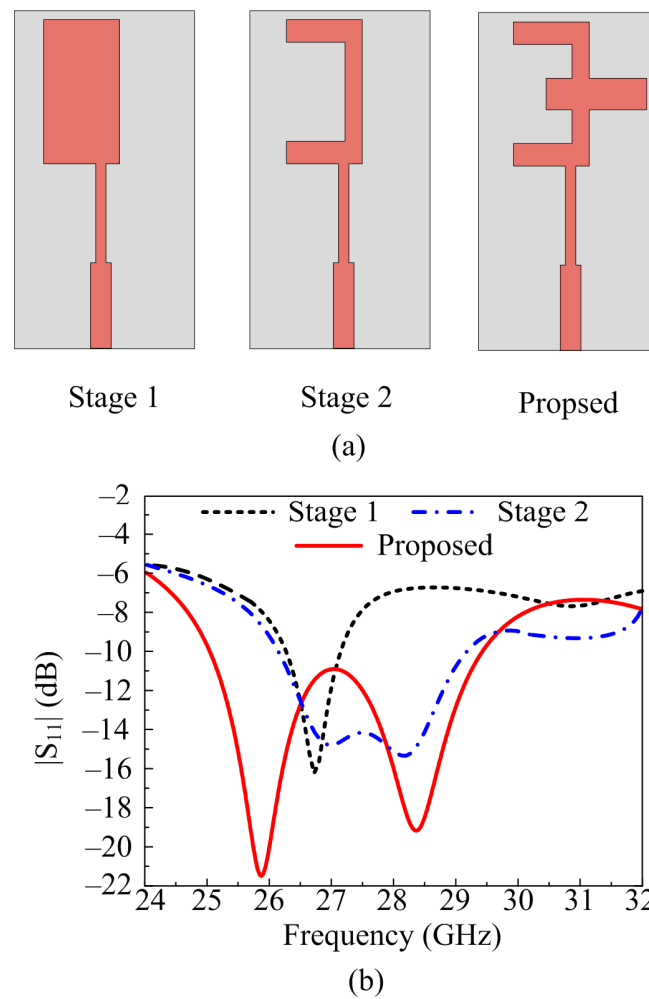 Stage 1 Stage 2 Propsed
(a)
–2
–4
–6
–8
–10
–12
–14
–16
–18
–20
–22
|S11| (dB)
Stage 1 Stage 2
Proposed
24 25 26 27 28 29 30 31 32
Frequency (GHz)
(b)